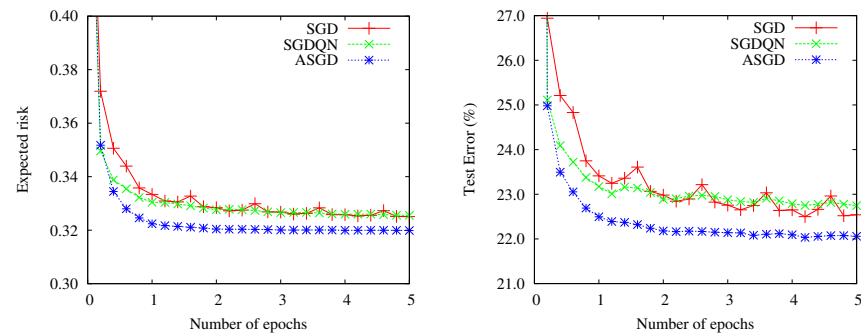 0.40
0.38
0.36
0.34
0.32
0.30
Expected risk
SGD
SGDQN
ASGD
0 1 2 3 4 5
Number of epochs
27.0
26.0
25.0
24.0
23.0
22.0
21.0
Test Error (%)
SGD
SGDQN
ASGD
0 1 2 3 4 5
Number of epochs